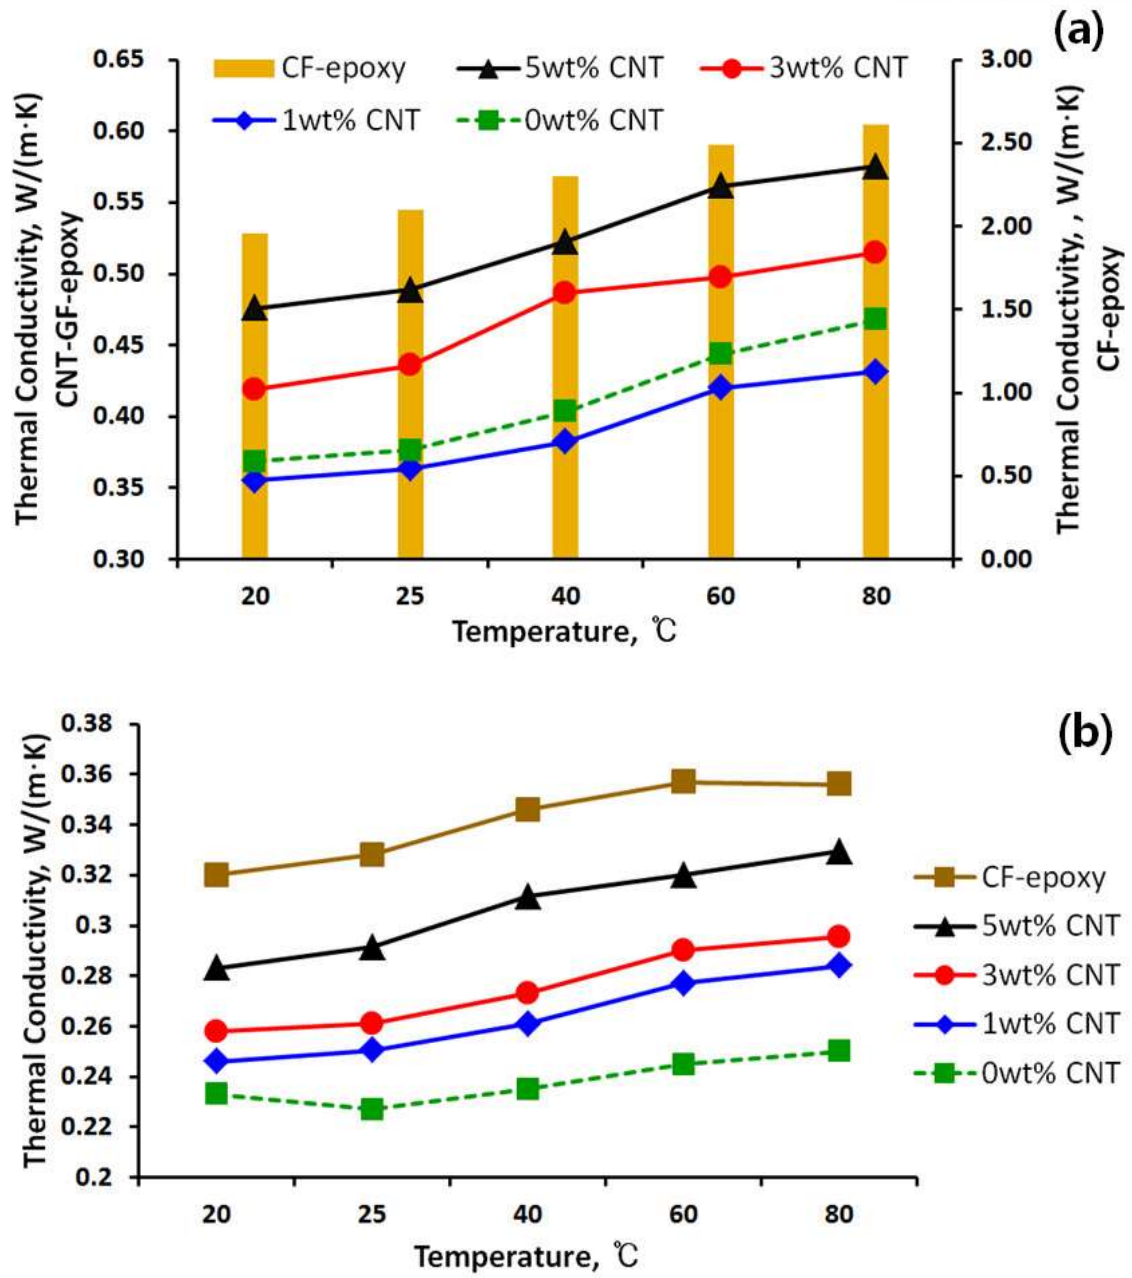 (a)
CF-epoxy 5wt% CNT 3wt% CNT
1wt% CNT 0wt% CNT
Thermal Conductivity, W/(m·K)
CNT-GF-epoxy
0.65
0.60
0.55
0.50
0.45
0.40
0.35
0.30
3.00
2.50
2.00
1.50
1.00
0.50
0.00
Thermal Conductivity, , W/(m·K)
CF-epoxy
20 25 40 60 80
Temperature, ℃
(b)
Thermal Conductivity, W/(m·K)
0.38
0.36
0.34
0.32
0.3
0.28
0.26
0.24
0.22
0.2
CF-epoxy
5wt% CNT
3wt% CNT
1wt% CNT
0wt% CNT
20 25 40 60 80
Temperature, ℃